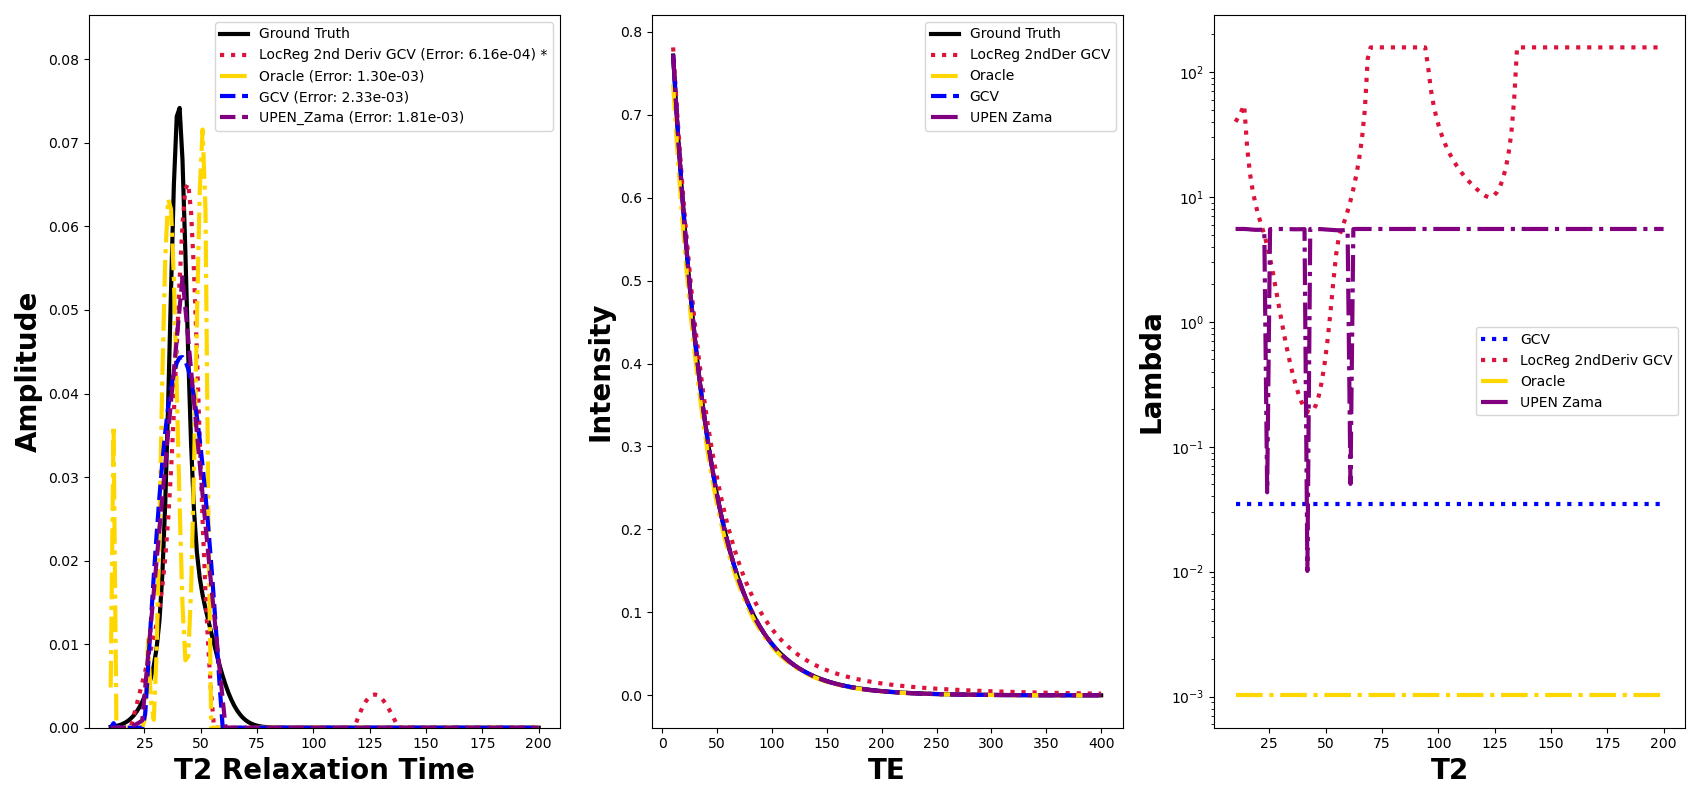 Amplitude
0.08
0.07
0.06
0.05
0.04
0.03
0.02
0.01
0.00
Ground Truth
LocReg 2nd Deriv GCV (Error: 6.16e-04) *
Oracle (Error: 1.30e-03)
GCV (Error: 2.33e-03)
UPEN_Zama (Error: 1.81e-03)
25 50 75 100 125 150 175 200
T2 Relaxation Time
Intensity
0.8
0.7
0.6
0.5
0.4
0.3
0.2
0.1
0.0
Ground Truth
LocReg 2ndDer GCV
Oracle
GCV
UPEN Zama
0 50 100 150 200 250 300 350 400
TE
Lambda
10²
10¹
10⁰
10⁻¹
10⁻²
10⁻³
GCV
LocReg 2ndDeriv GCV
Oracle
UPEN Zama
25 50 75 100 125 150 175 200
T2